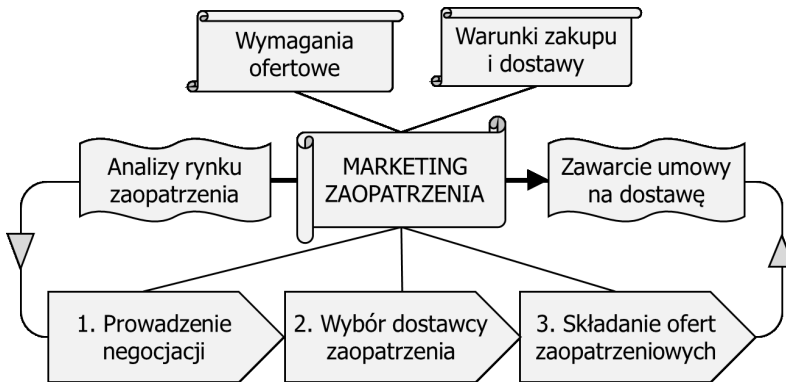 Wymagania
ofertowe
Warunki zakupu
i dostawy
Analizy rynku
zaopatrzenia
MARKETING
ZAOPATRZENIA
Zawarcie umowy
na dostawę
1. Prowadzenie
negocjacji
2. Wybór dostawcy
zaopatrzenia
3. Składanie ofert
zaopatrzeniowych